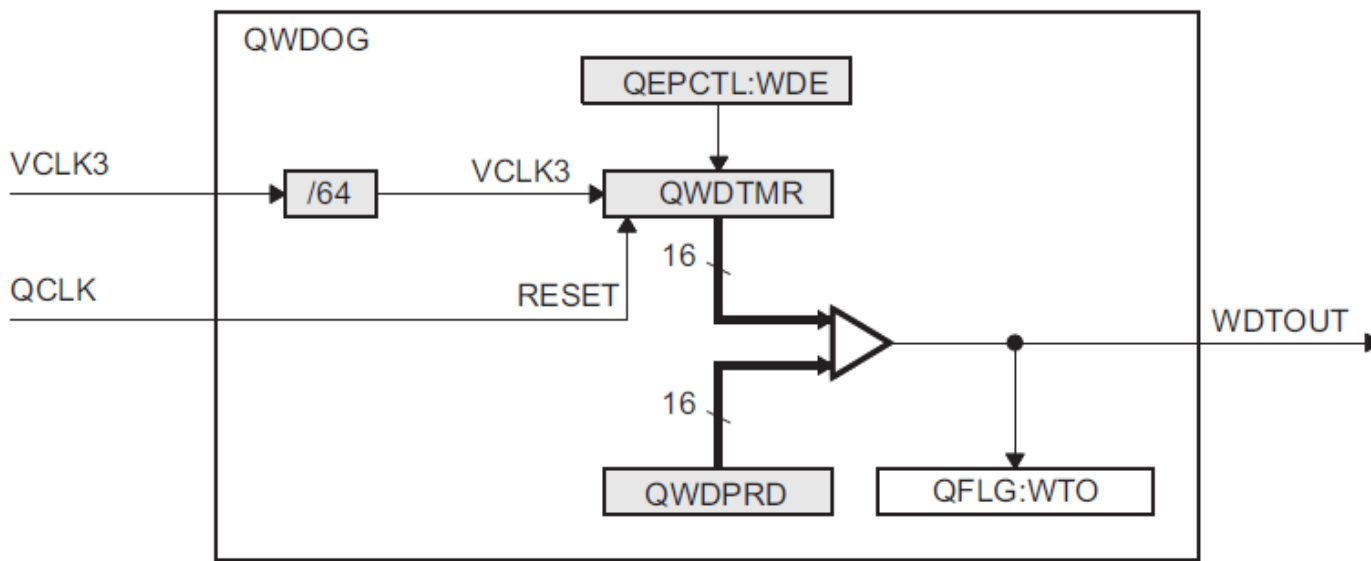 QWDOG
QEPCTL:WDE
VCLK3
/64
VCLK3
QWDTMR
16
QCLK
RESET
WDTOUT
16
QWDPRD
QFLG:WTO